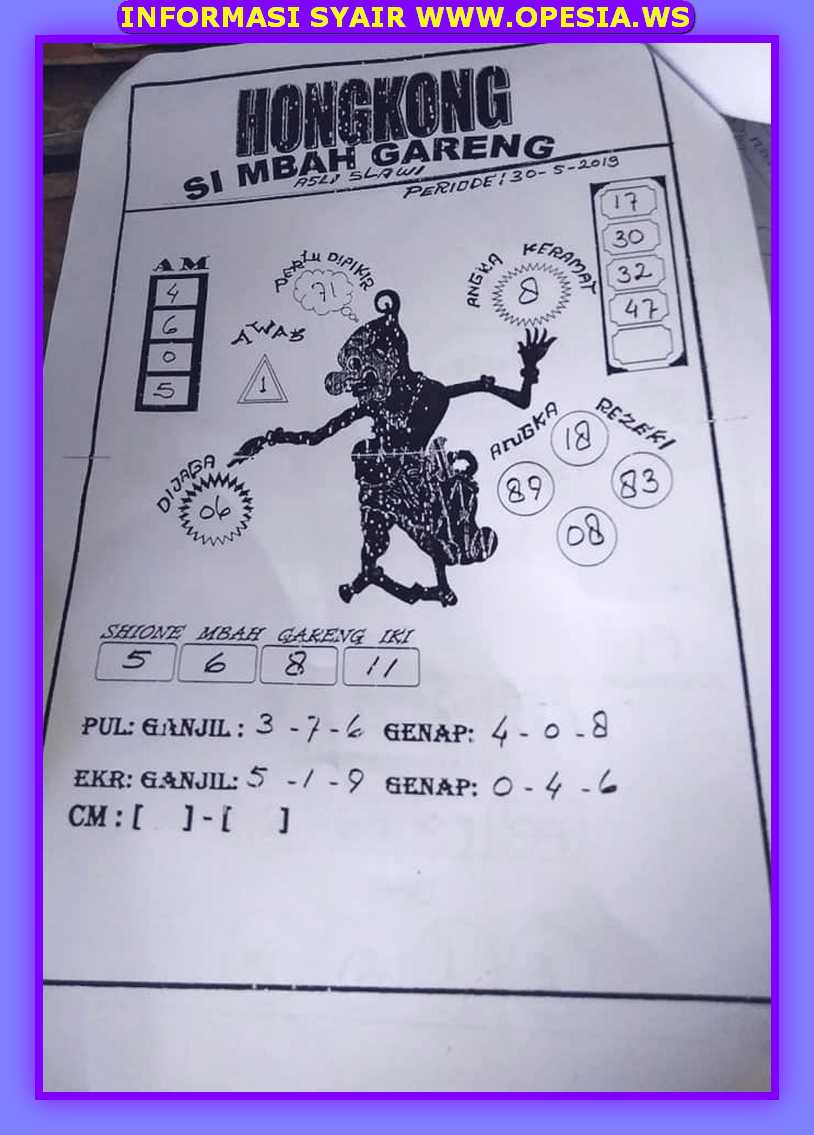 INFORMASI SYAIR WWW.OPESIA.WS
HONGKONG
SI MBAH GARENG
ASLI SLAWI
PERIODE: 30-5-2019
17
30
32
47
AM
4
6
0
5
PERLU DIPIKIR
71
AWAS
1
ANGKA KERAMAT
8
DIJAGA
06
ANGKA REZEKI
18
89
83
08
SHIONE MBAH GARENG IKI
5 6 8 11
PUL: GANJIL : 3 - 7 - 6 GENAP: 4 - 0 - 8
EKR: GANJIL: 5 - 1 - 9 GENAP: 0 - 4 - 6
CM : [ ] - [ ]